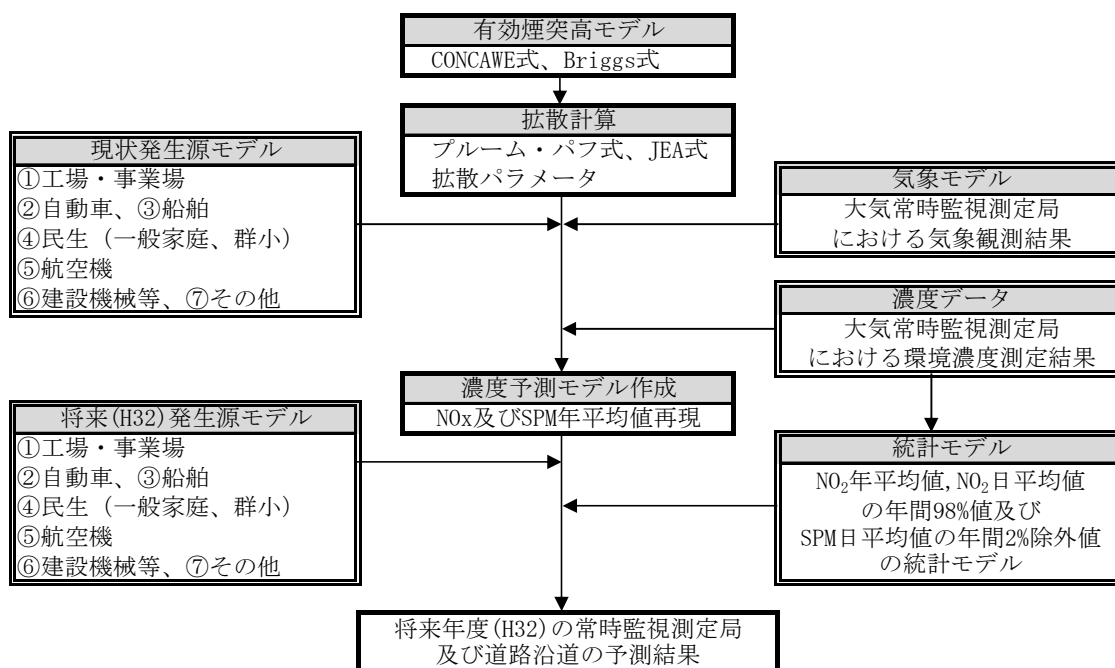 有効煙突高モデル
CONCAWE式、Briggs式
拡散計算
プルーム・パフ式、JEA式
拡散パラメータ
現状発生源モデル
①工場・事業場
②自動車、③船舶
④民生（一般家庭、群小）
⑤航空機
⑥建設機械等、⑦その他
気象モデル
大気常時監視測定局
における気象観測結果
濃度データ
大気常時監視測定局
における環境濃度測定結果
濃度予測モデル作成
NOx及びSPM年平均値再現
将来(H32)発生源モデル
①工場・事業場
②自動車、③船舶
④民生（一般家庭、群小）
⑤航空機
⑥建設機械等、⑦その他
統計モデル
NO₂年平均値,NO₂日平均値
の年間98%値及び
SPM日平均値の年間2%除外値
の統計モデル
将来年度(H32)の常時監視測定局
及び道路沿道の予測結果